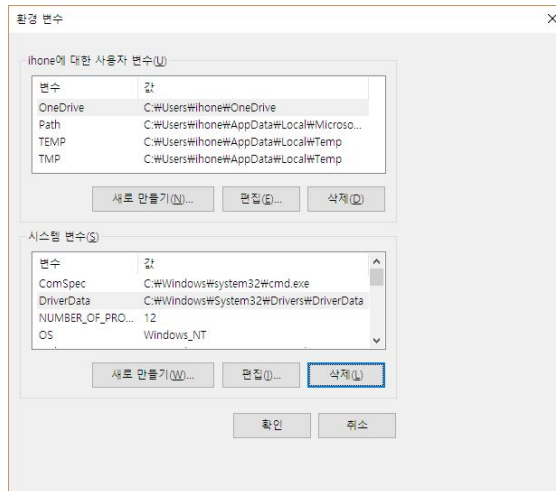 환경 변수
ihone에 대한 사용자 변수(U)
변수 값
OneDrive C:₩Users₩ihone₩OneDrive
Path C:₩Users₩ihone₩AppData₩Local₩Microso...
TEMP C:₩Users₩ihone₩AppData₩Local₩Temp
TMP C:₩Users₩ihone₩AppData₩Local₩Temp
새로 만들기(N)... 편집(E)... 삭제(D)
시스템 변수(S)
변수 값
ComSpec C:₩Windows₩system32₩cmd.exe
DriverData C:₩Windows₩System32₩Drivers₩DriverData
NUMBER_OF_PRO... 12
OS Windows_NT
새로 만들기(W)... 편집(I)... 삭제(L)
확인 취소